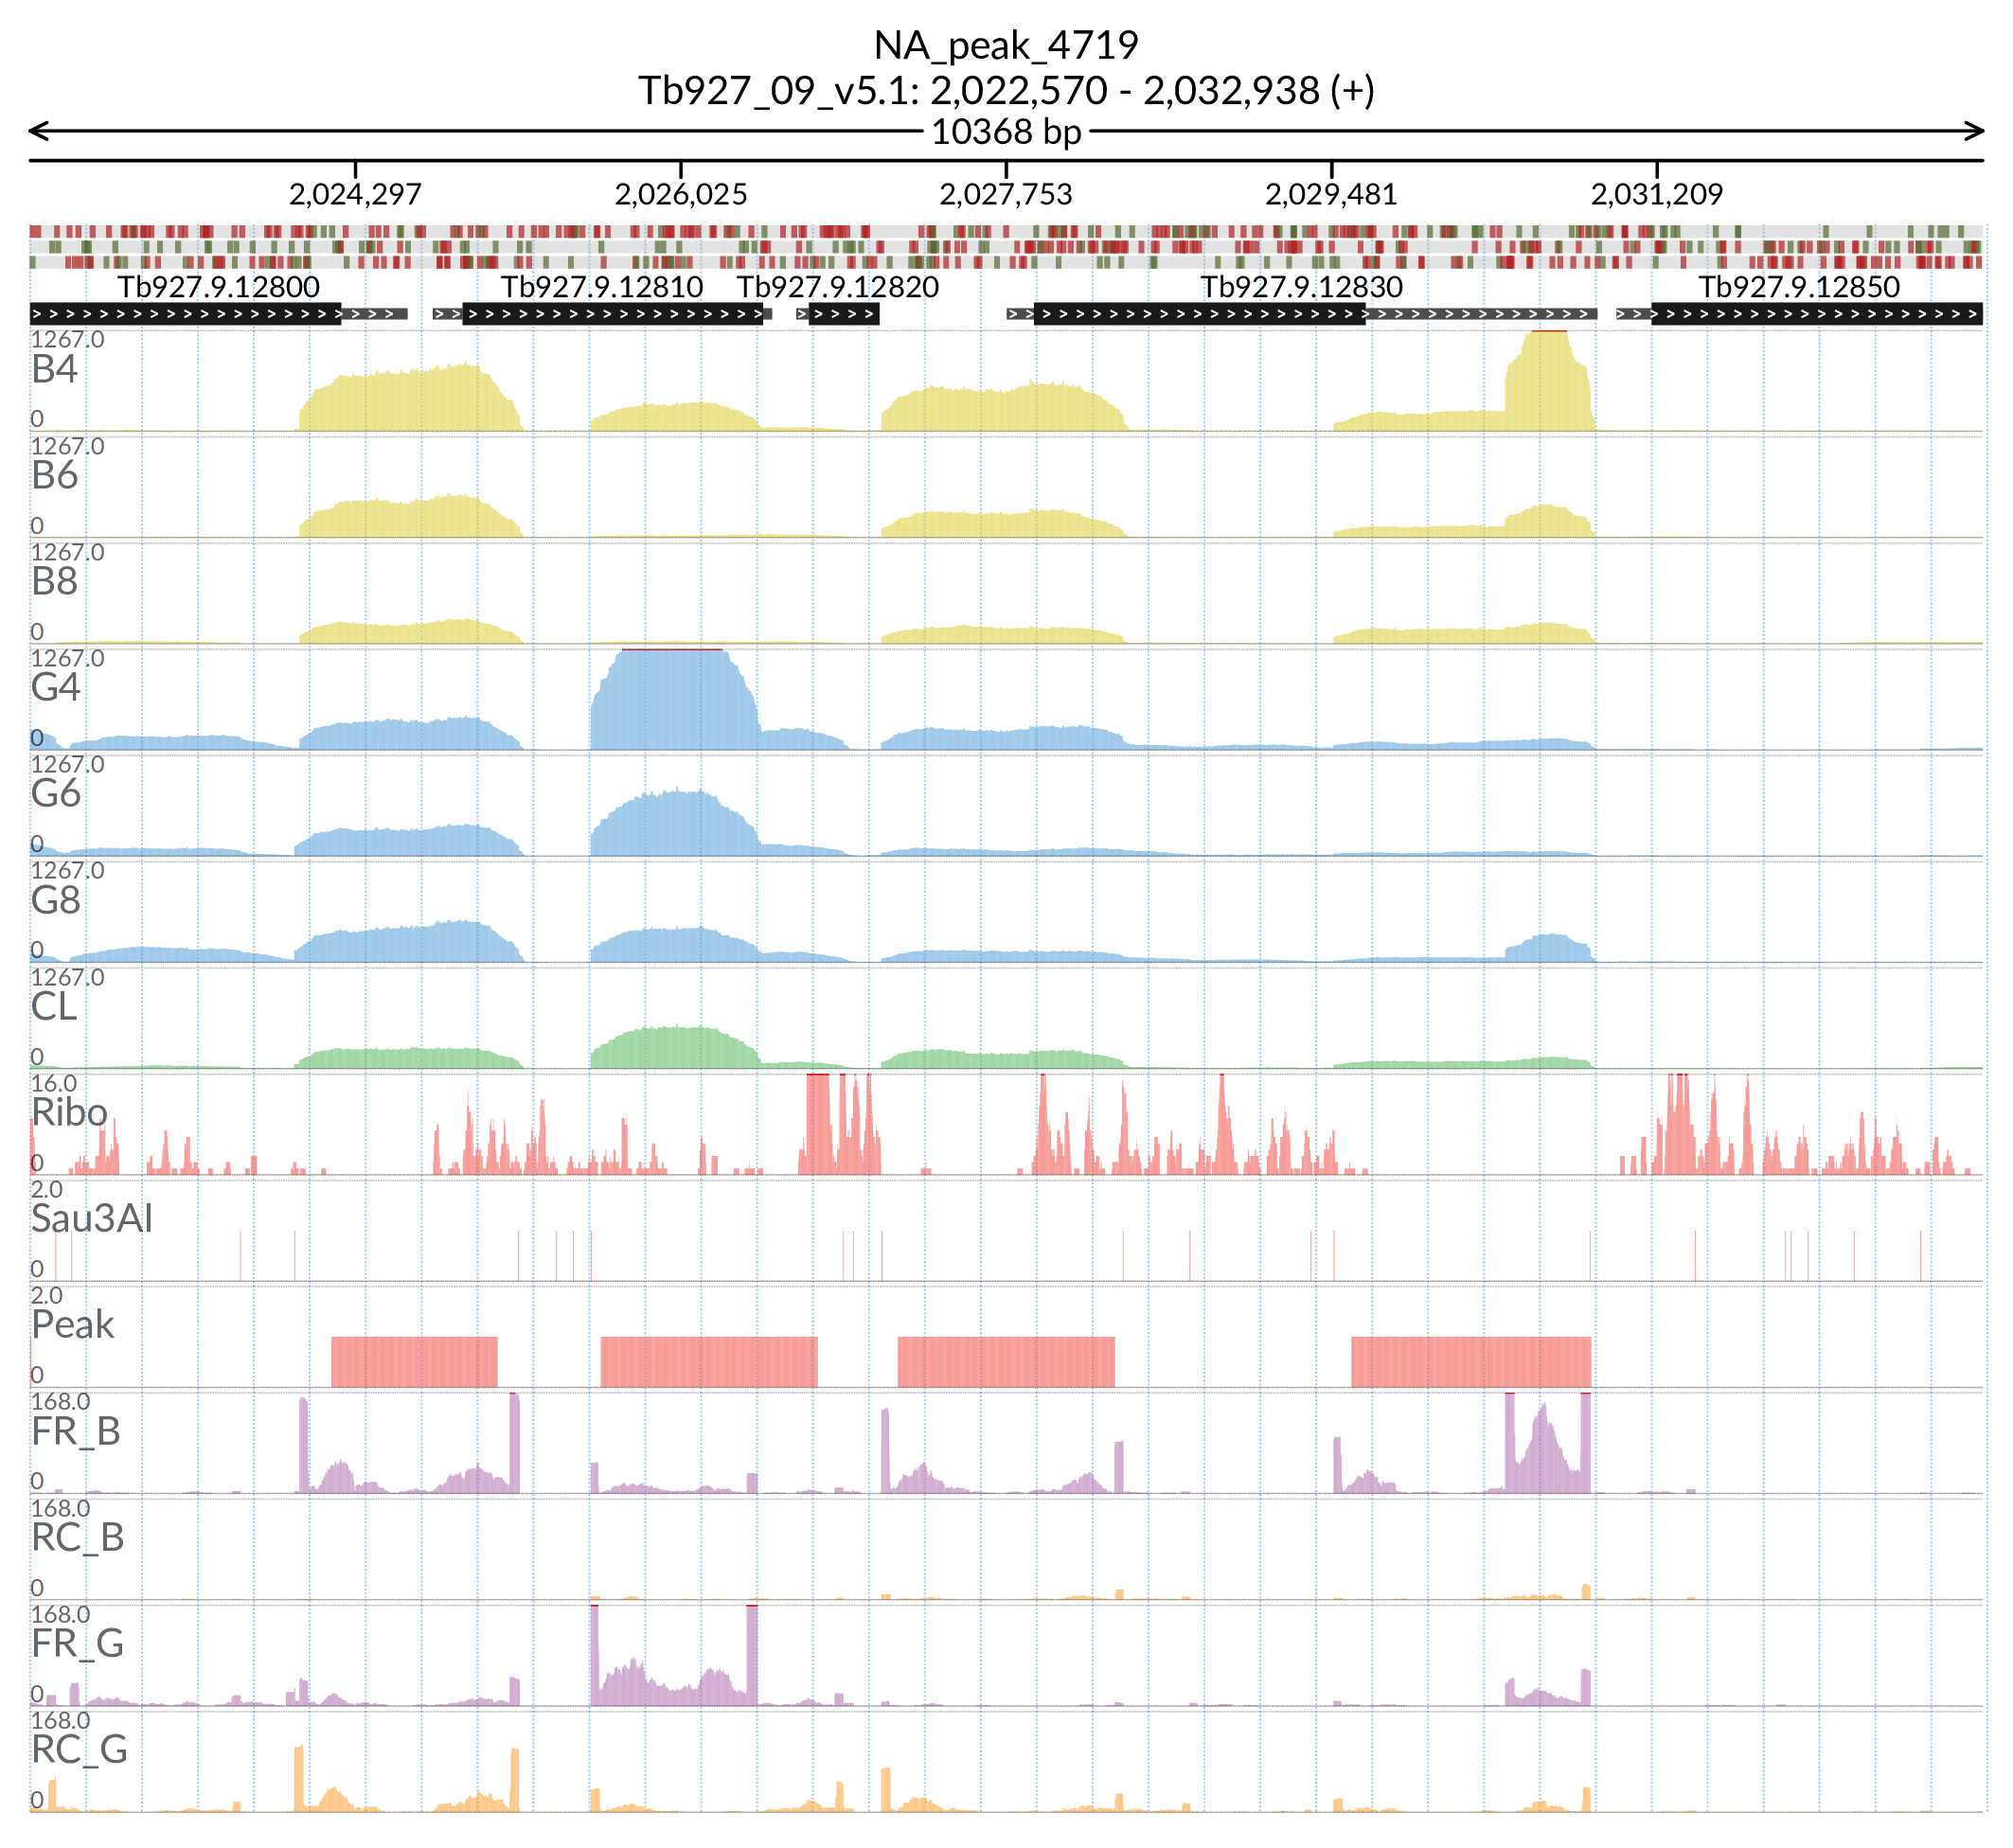 NA_peak_4719
Tb927_09_v5.1: 2,022,570 - 2,032,938 (+)
10368 bp
2,024,297 2,026,025 2,027,753 2,029,481 2,031,209
Tb927.9.12800 Tb927.9.12810 Tb927.9.12820 Tb927.9.12830 Tb927.9.12850
1267.0
B4
0
1267.0
B6
0
1267.0
B8
0
1267.0
G4
0
1267.0
G6
0
1267.0
G8
0
1267.0
CL
0
16.0
Ribo
0
2.0
Sau3AI
0
2.0
Peak
0
168.0
FR_B
0
168.0
RC_B
0
168.0
FR_G
0
168.0
RC_G
0